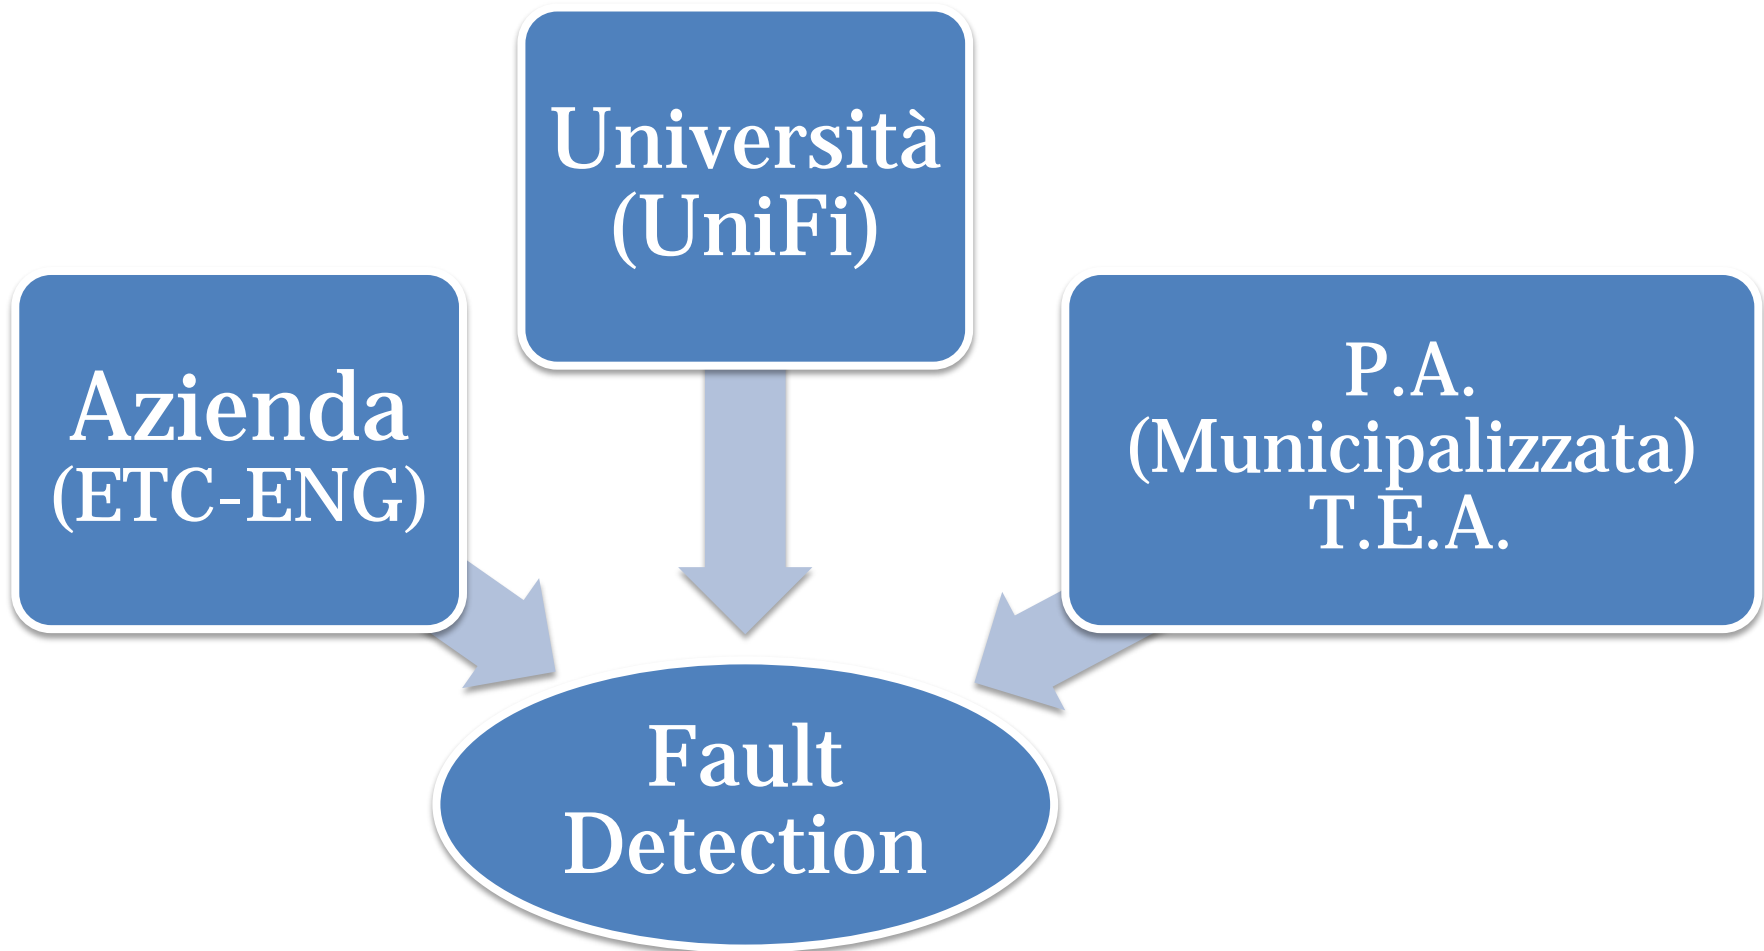 Università
(UniFi)
Azienda
(ETC-ENG)
P.A.
(Municipalizzata)
T.E.A.
Fault
Detection